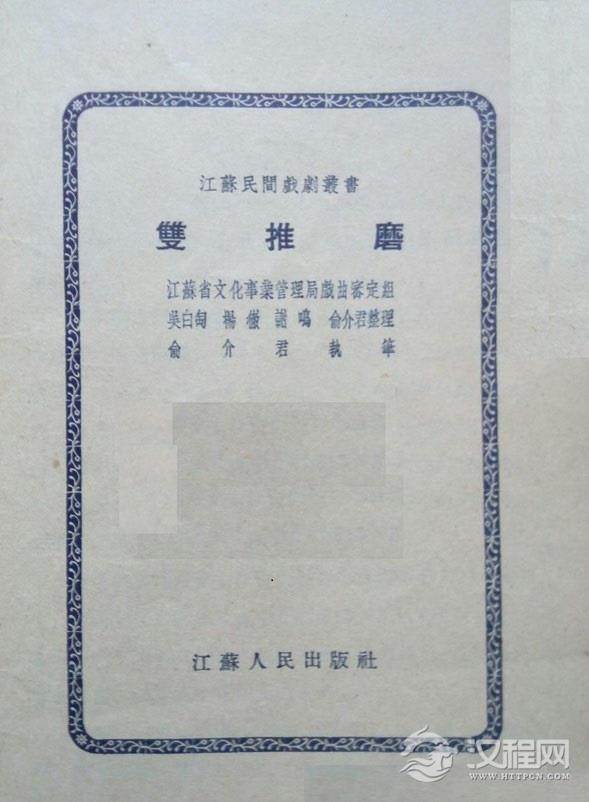 江蘇民間戲劇叢書
雙推磨
江蘇省文化事業管理局戲曲審定組
吳白匋 楊徹 謝鳴 俞介君整理
俞介君執筆
江蘇人民出版社
汉程网
WWW.HTTPCN.COM